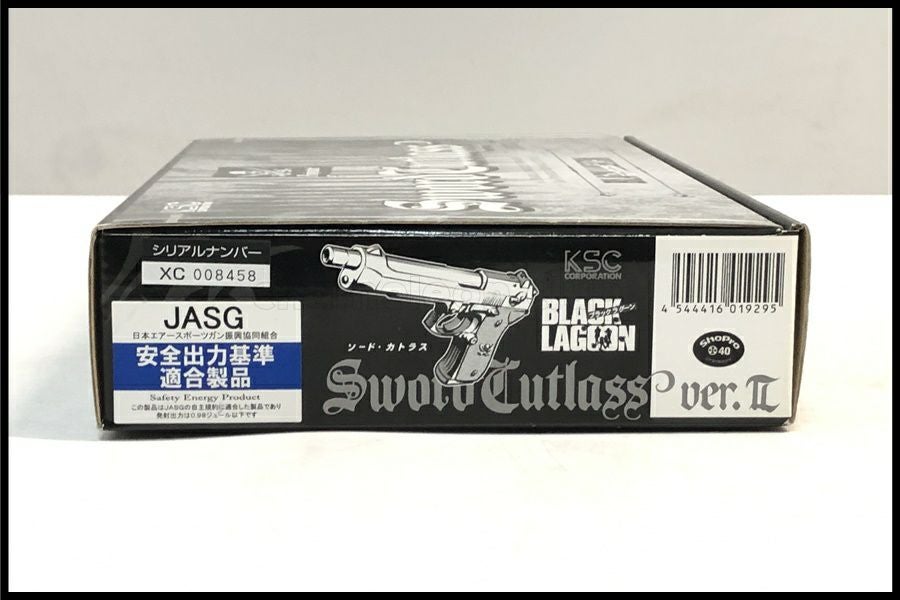 Sword Cutlass
シリアルナンバー
XC 008458
JASG
日本エアースポーツガン振興協同組合
安全出力基準
適合製品
Safety Energy Product
この製品はJASGの自主規約に適合した製品であり
発射出力は0.98ジュール以下です
KSC
CORPORATION
BLACK
ブラック・ラグーン
LAGOON
ソード・カトラス
Sword Cutlass ver.II
4 544416 019295
ShoPro
40